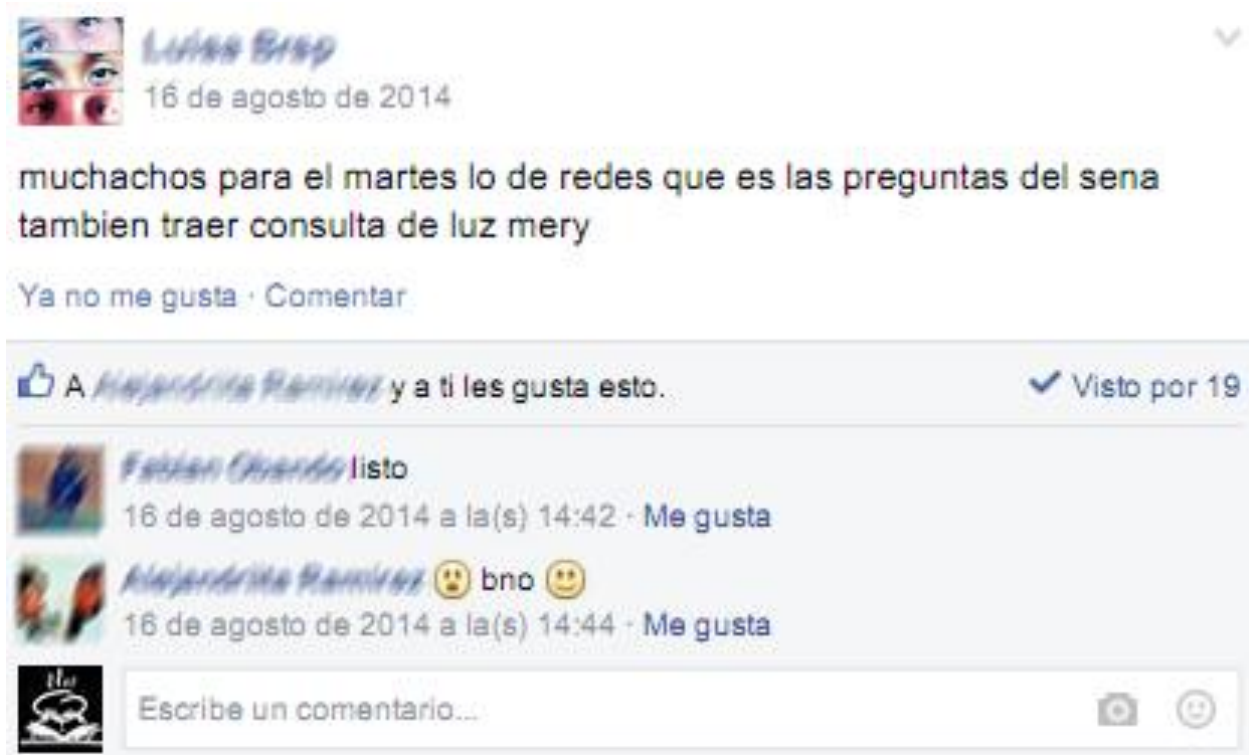 16 de agosto de 2014
muchachos para el martes lo de redes que es las preguntas del sena
tambien traer consulta de luz mery
Ya no me gusta · Comentar
A y a ti les gusta esto. Visto por 19
listo
16 de agosto de 2014 a la(s) 14:42 · Me gusta
bno
16 de agosto de 2014 a la(s) 14:44 · Me gusta
Escribe un comentario...